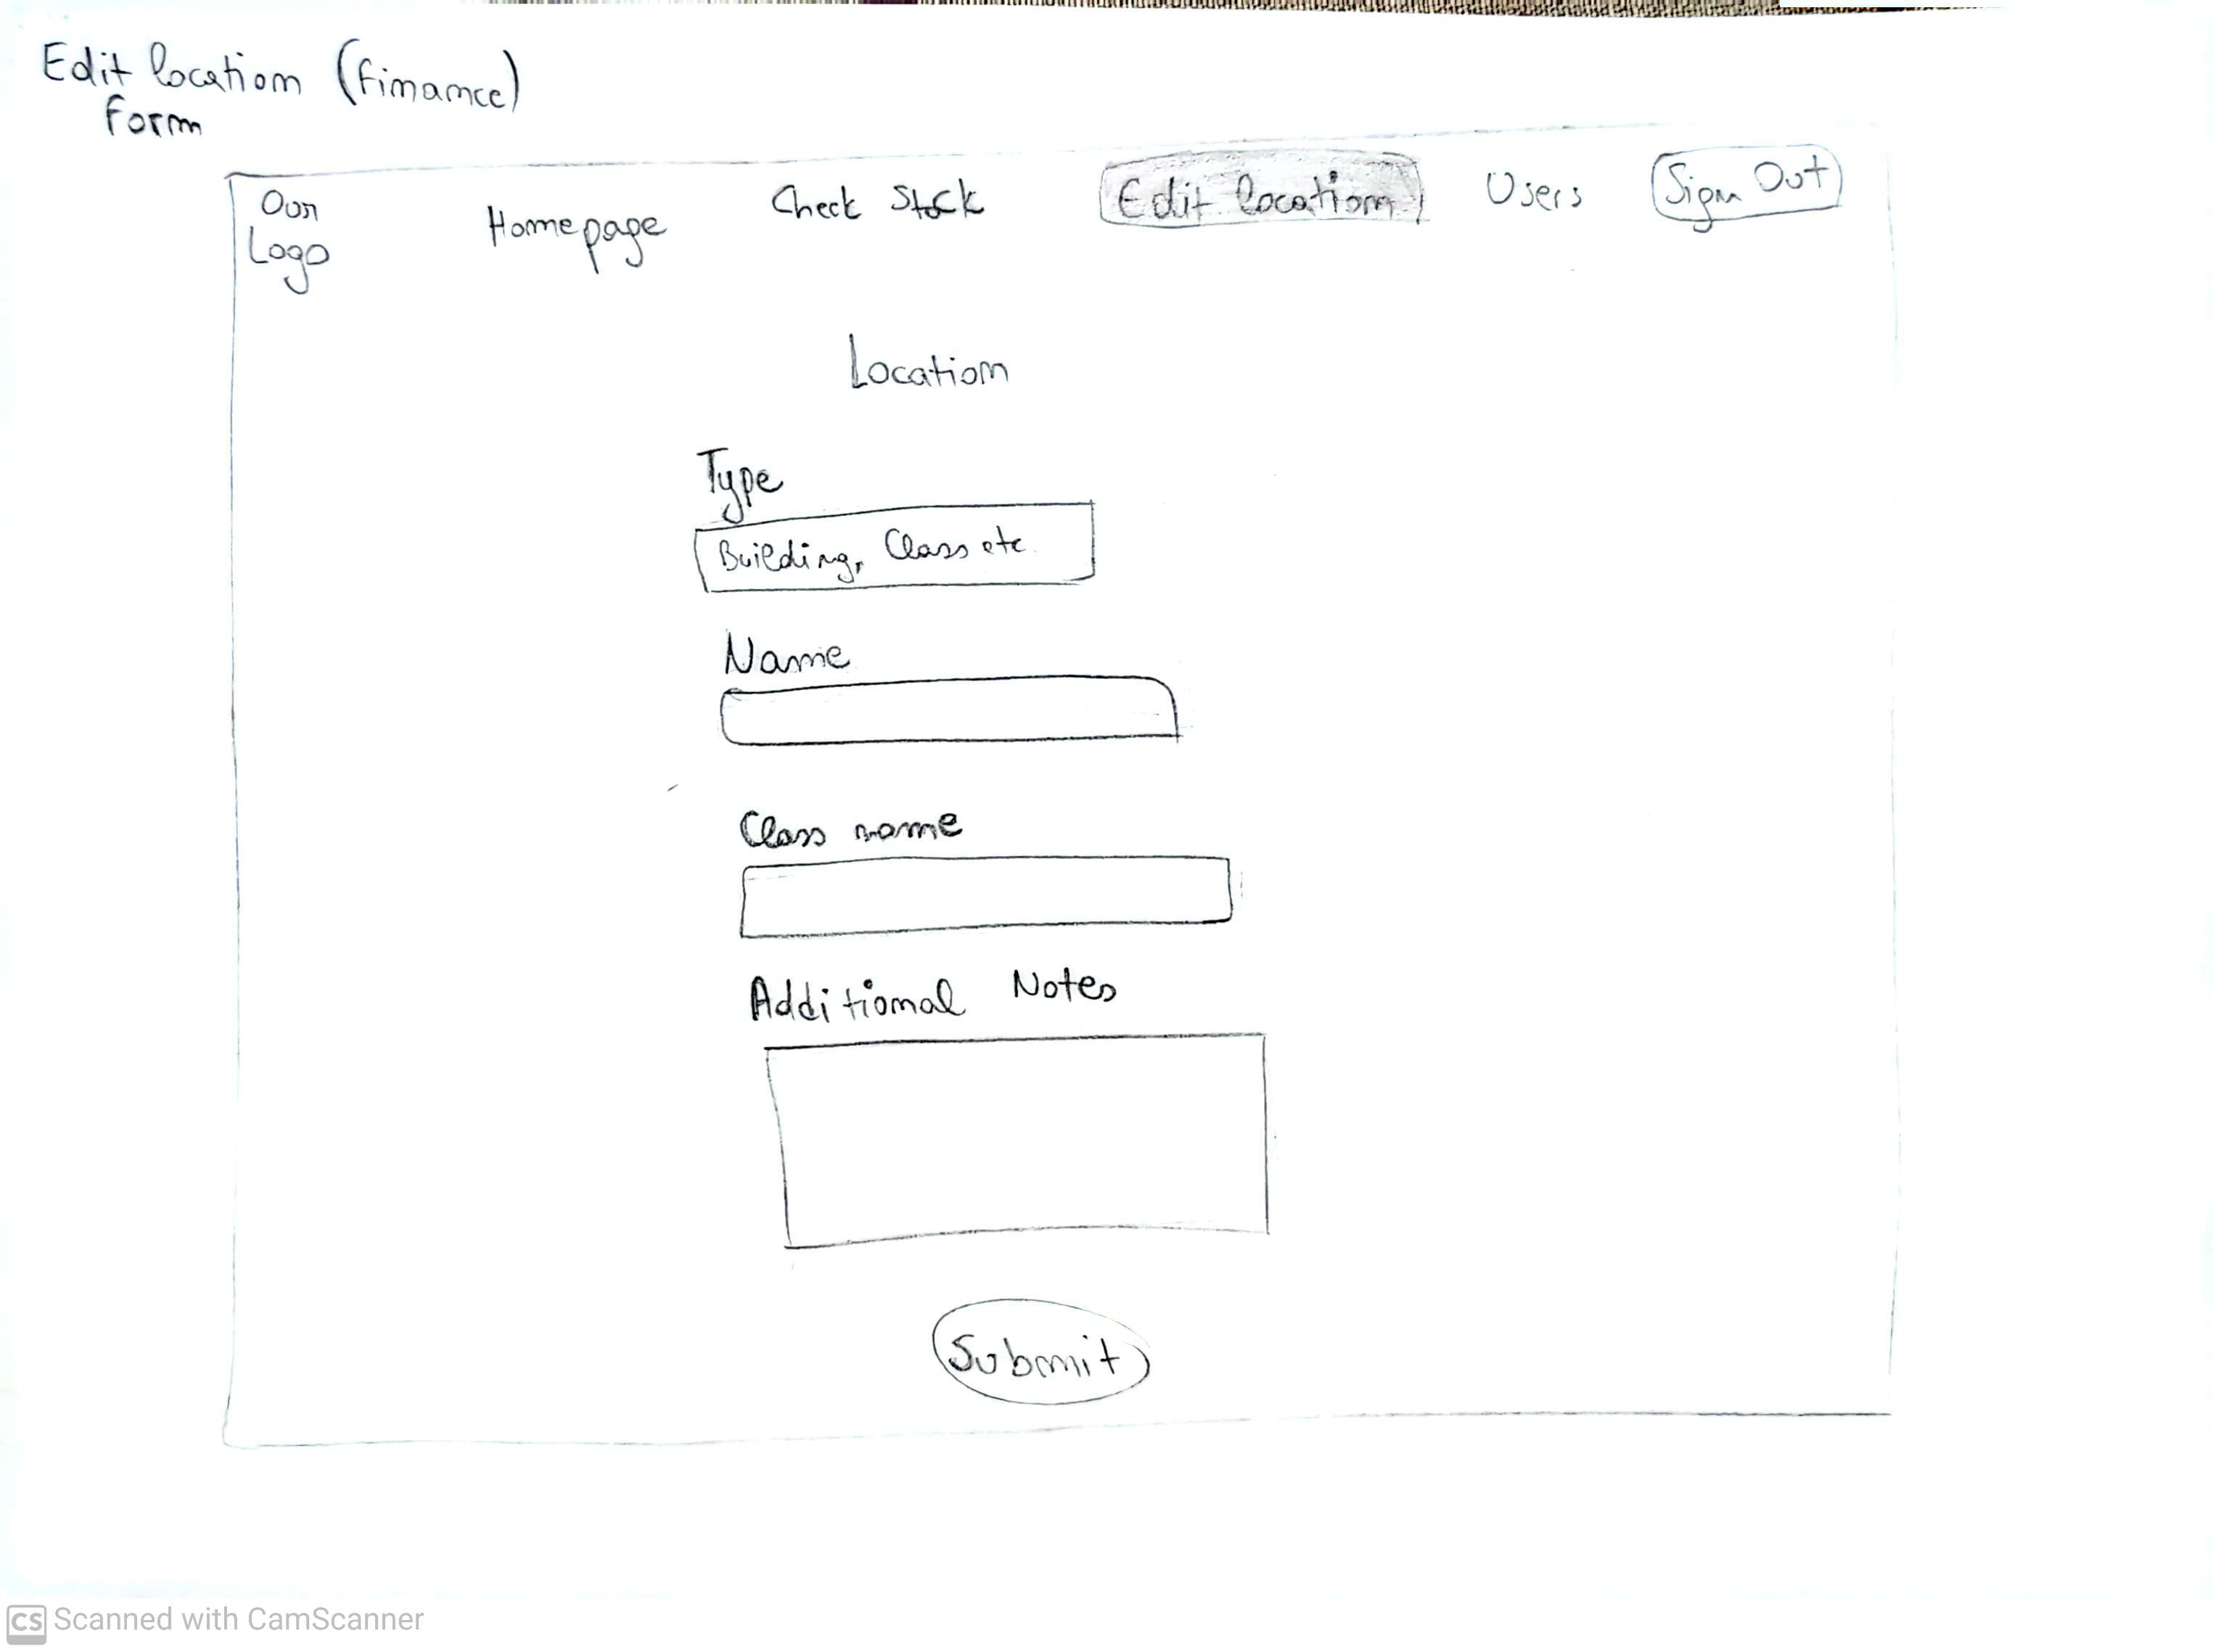 Edit location (finance)
Form
Our
Logo
Homepage
Check Stock
Edit location
Users
Sign Out
Location
Type
Building, Class etc.
Name
Class name
Additional Notes
Submit
CS Scanned with CamScanner